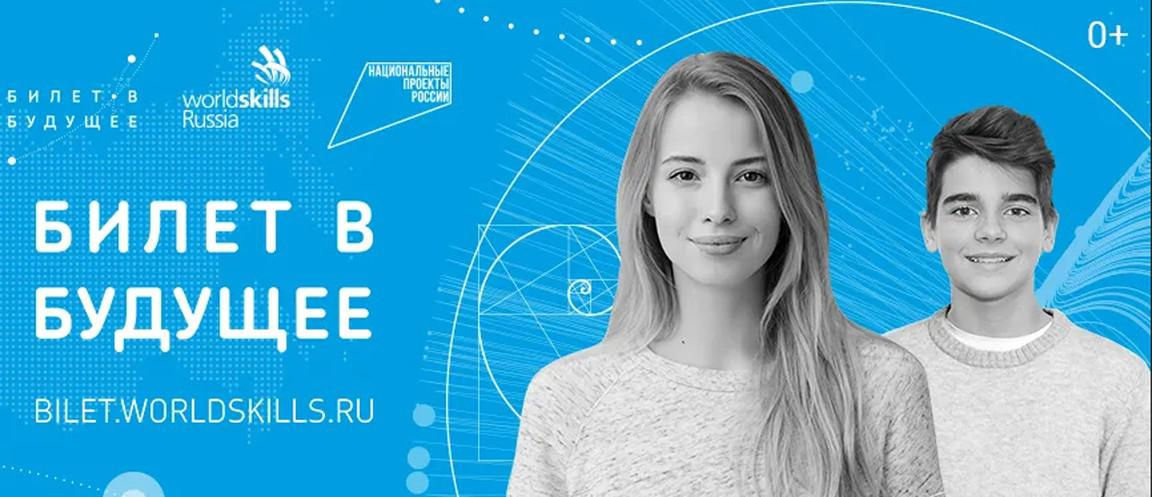 БИЛЕТ В
БУДУЩЕЕ
worldskills
Russia
НАЦИОНАЛЬНЫЕ
ПРОЕКТЫ
РОССИИ
0+
БИЛЕТ В
БУДУЩЕЕ
BILET.WORLDSKILLS.RU